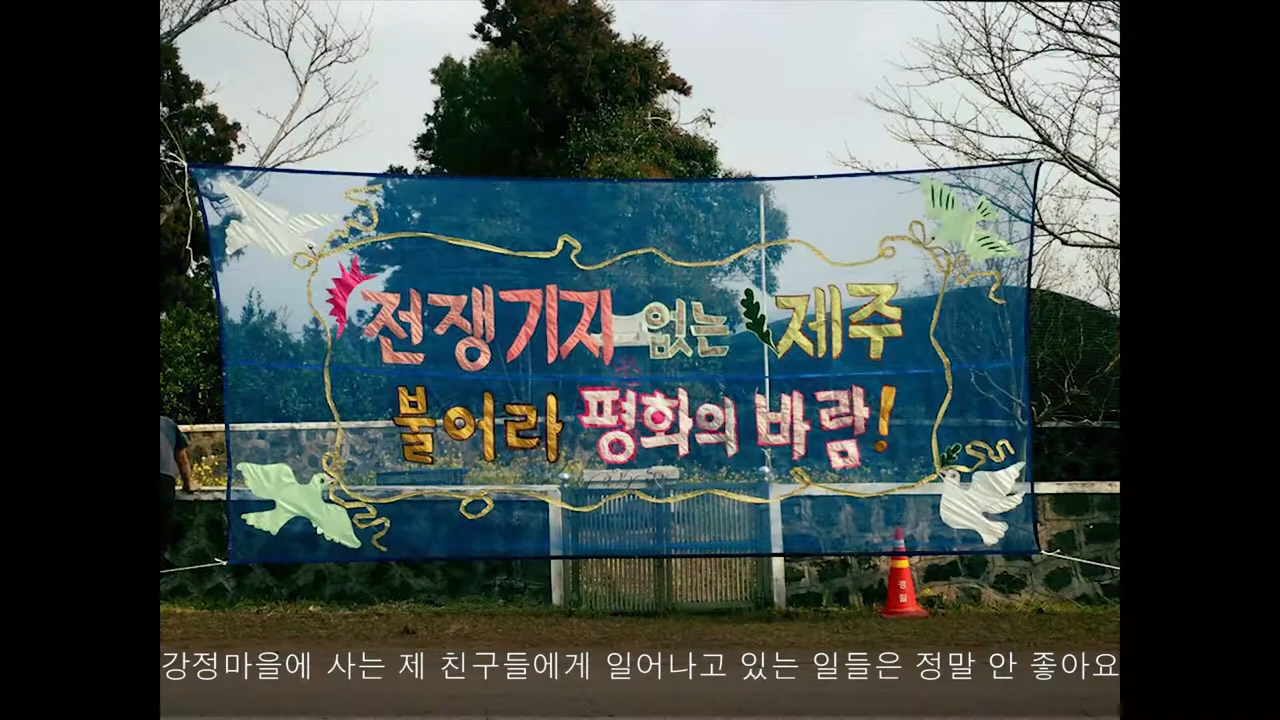 전쟁기지 없는 제주
불어라 평화의 바람!
경찰
강정마을에 사는 제 친구들에게 일어나고 있는 일들은 정말 안 좋아요